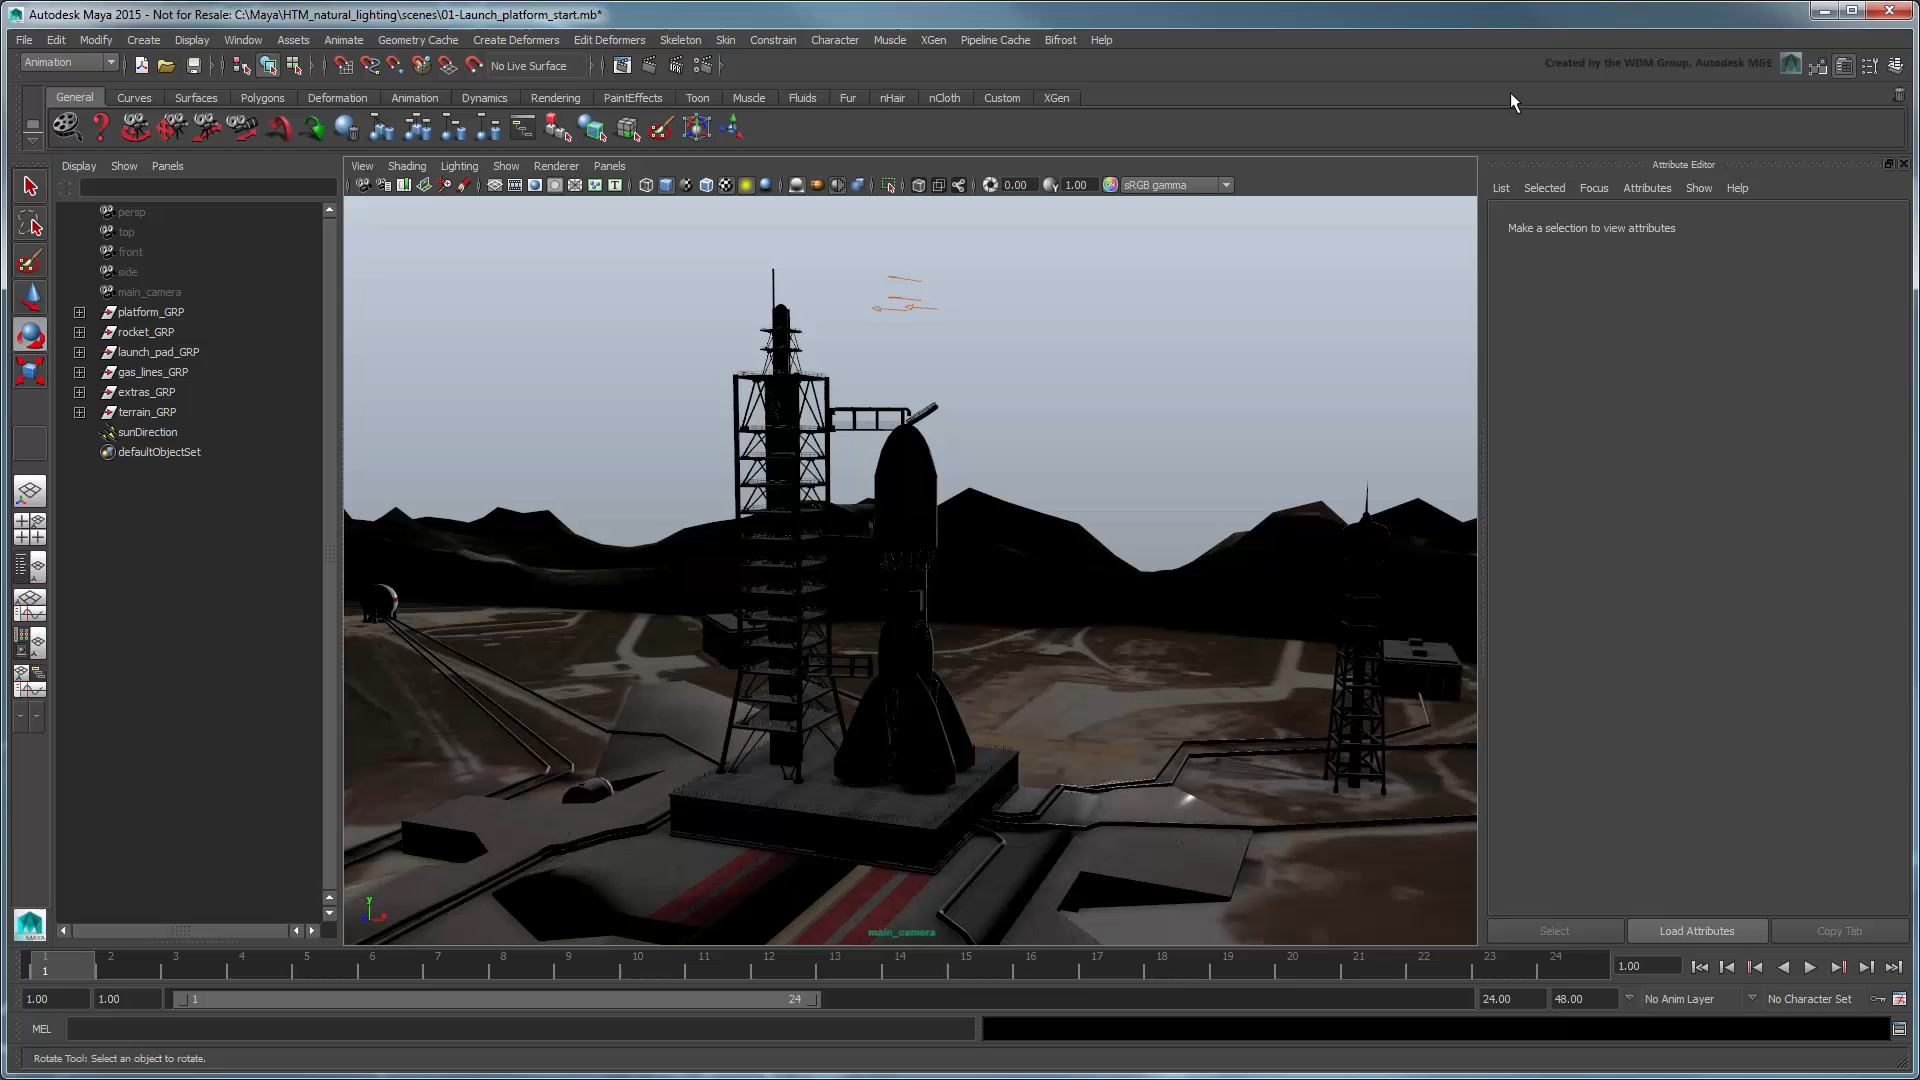 Autodesk Maya 2015 - Not for Resale: C:\Maya\HTM_natural_lighting\scenes\01-Launch_platform_start.mb*
File Edit Modify Create Display Window Assets Animate Geometry Cache Create Deformers Edit Deformers Skeleton Skin Constrain Character Muscle XGen Pipeline Cache Bifrost Help
Animation No Live Surface Created by the WDM Group, Autodesk M&E
General Curves Surfaces Polygons Deformation Animation Dynamics Rendering PaintEffects Toon Muscle Fluids Fur nHair nCloth Custom XGen
Attribute Editor
Display Show Panels
View Shading Lighting Show Renderer Panels
List Selected Focus Attributes Show Help
0.00 1.00 sRGB gamma
Make a selection to view attributes
persp
top
front
side
main_camera
platform_GRP
rocket_GRP
launch_pad_GRP
gas_lines_GRP
extras_GRP
terrain_GRP
sunDirection
defaultObjectSet
MAYA
y
main_camera
Select Load Attributes Copy Tab
1 2 3 4 5 6 7 8 9 10 11 12 13 14 15 16 17 18 19 20 21 22 23 24
1 1.00
1.00 1.00 1 24 24.00 48.00 No Anim Layer No Character Set
MEL
Rotate Tool: Select an object to rotate.